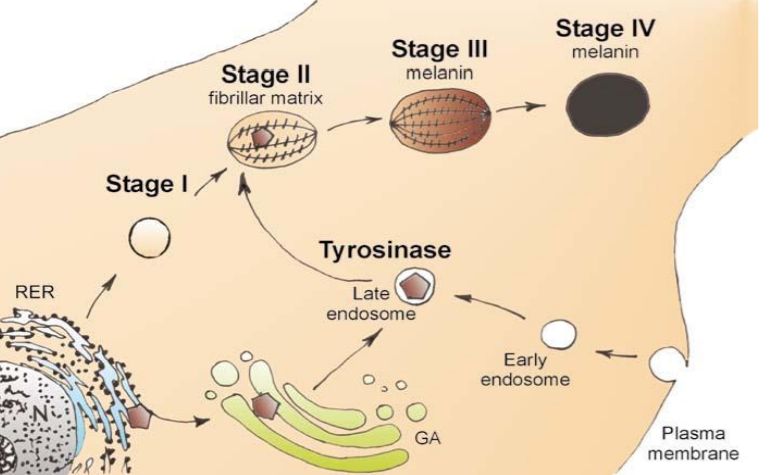 Stage IV
melanin
Stage III
melanin
Stage II
fibrillar matrix
Stage I
Tyrosinase
Late
endosome
RER
Early
endosome
N
GA
Plasma
membrane